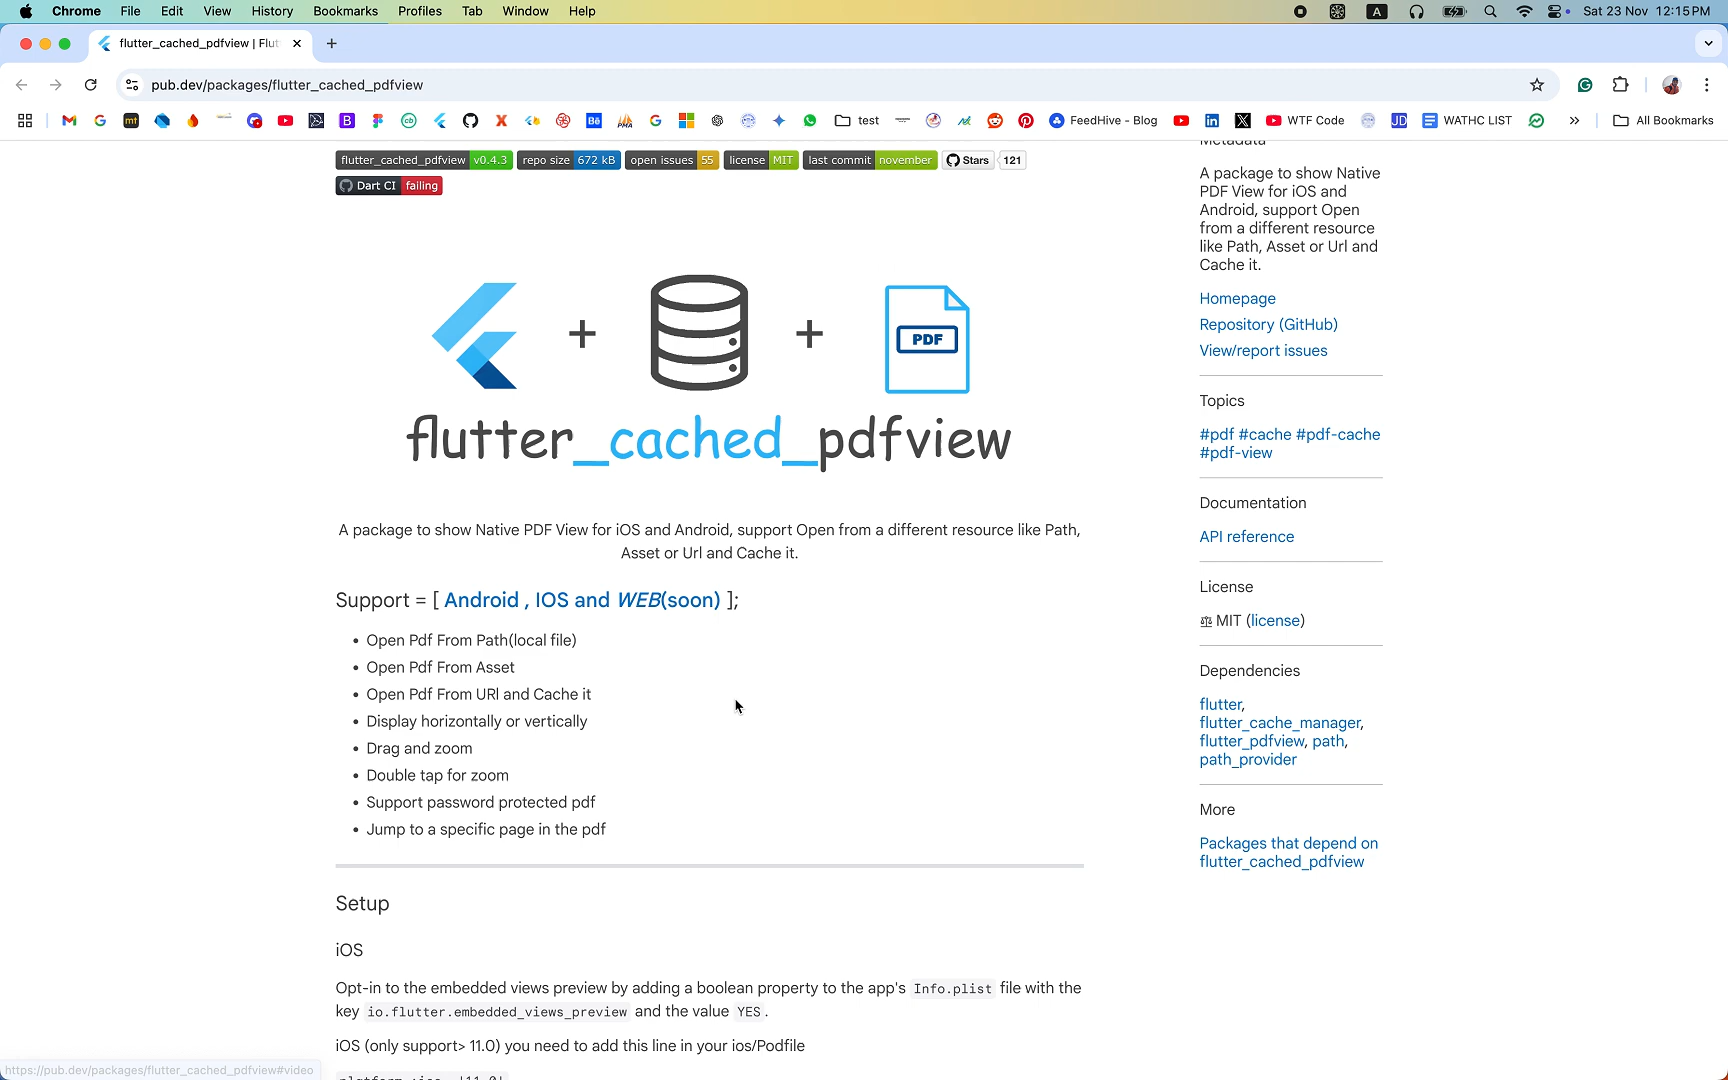 Chrome File Edit View History Bookmarks Profiles Tab Window Help A Sat 23 Nov 12:15 PM
flutter_cached_pdfview | Flut
pub.dev/packages/flutter_cached_pdfview
test FeedHive - Blog WTF Code JD WATHC LIST All Bookmarks
flutter_cached_pdfview v0.4.3 repo size 672 kB open issues 55 license MIT last commit november Stars 121
Dart CI failing
PDF
flutter_cached_pdfview
A package to show Native PDF View for iOS and Android, support Open from a different resource like Path,
Asset or Url and Cache it.
Support = [ Android , IOS and WEB(soon) ];
• Open Pdf From Path(local file)
• Open Pdf From Asset
• Open Pdf From URl and Cache it
• Display horizontally or vertically
• Drag and zoom
• Double tap for zoom
• Support password protected pdf
• Jump to a specific page in the pdf
Setup
iOS
Opt-in to the embedded views preview by adding a boolean property to the app's Info.plist file with the
key io.flutter.embedded_views_preview and the value YES .
iOS (only support> 11.0) you need to add this line in your ios/Podfile
platform :ios, '11.0'
Metadata
A package to show Native
PDF View for iOS and
Android, support Open
from a different resource
like Path, Asset or Url and
Cache it.
Homepage
Repository (GitHub)
View/report issues
Topics
#pdf #cache #pdf-cache
#pdf-view
Documentation
API reference
License
MIT (license)
Dependencies
flutter,
flutter_cache_manager,
flutter_pdfview, path,
path_provider
More
Packages that depend on
flutter_cached_pdfview
https://pub.dev/packages/flutter_cached_pdfview#video